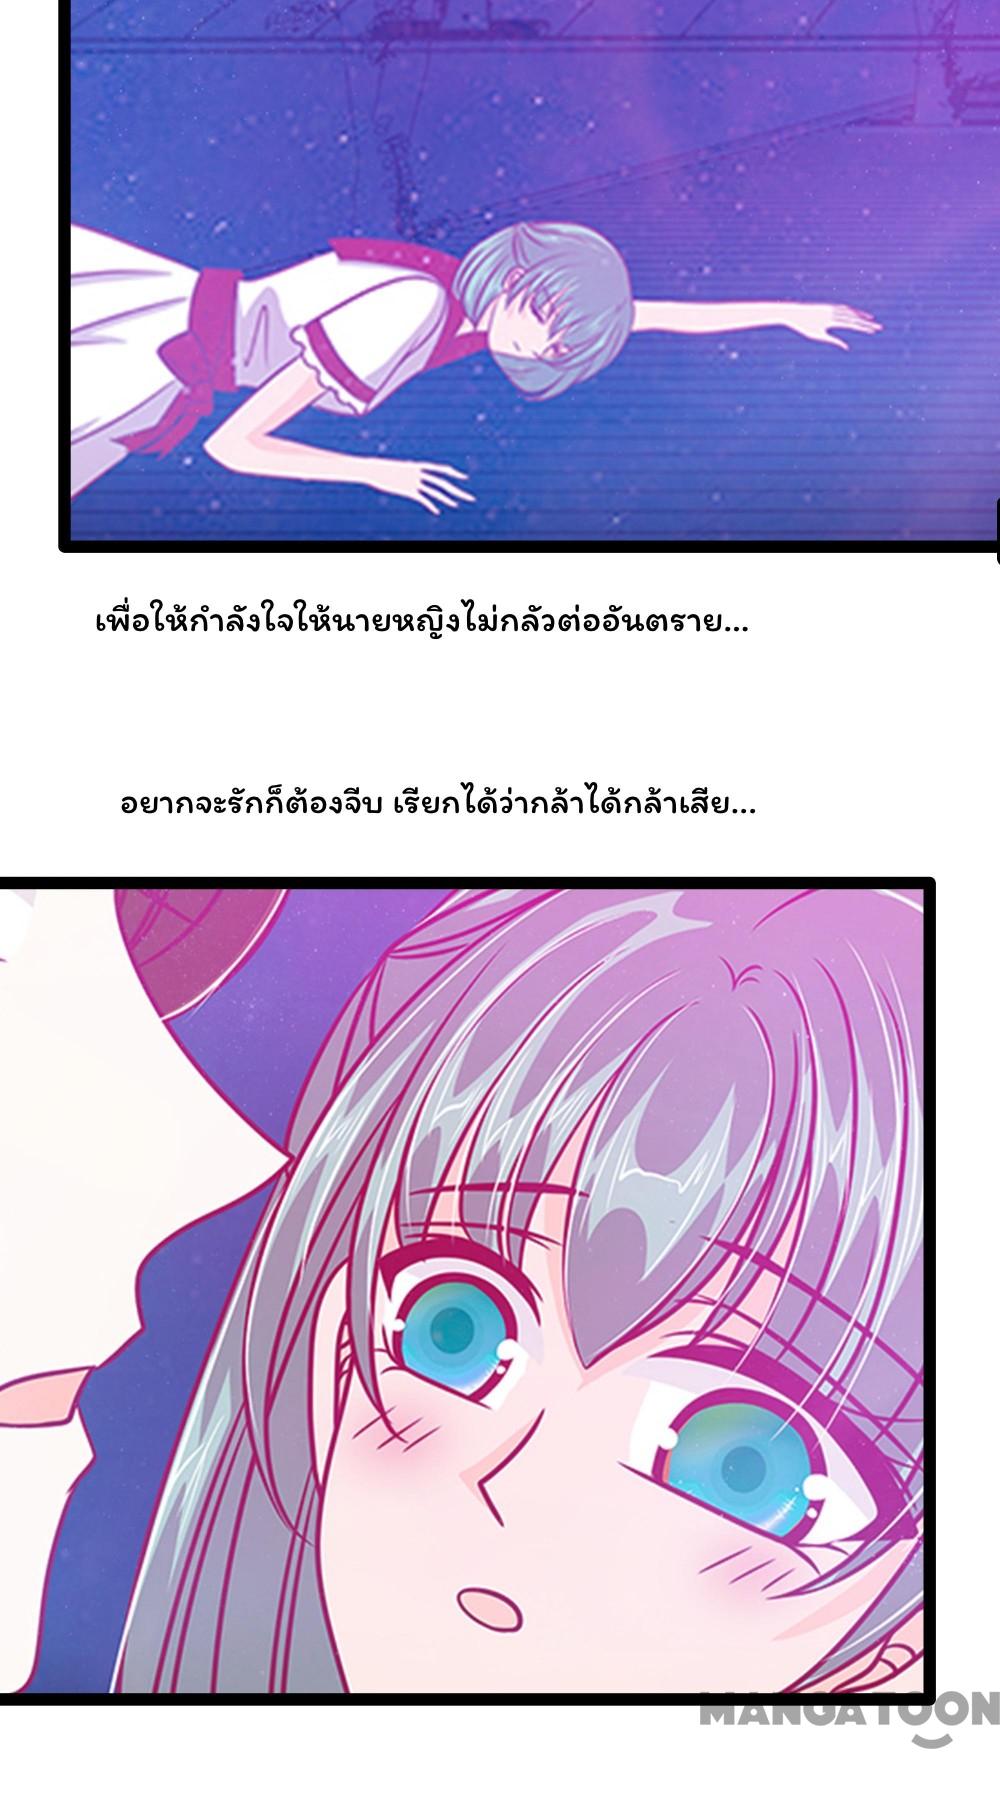 เพื่อให้กำลังใจให้นายหญิงไม่กลัวต่ออันตราย...
อยากจะรักก็ต้องจีบ เรียกได้ว่ากล้าได้กล้าเสีย...
MANGATOON